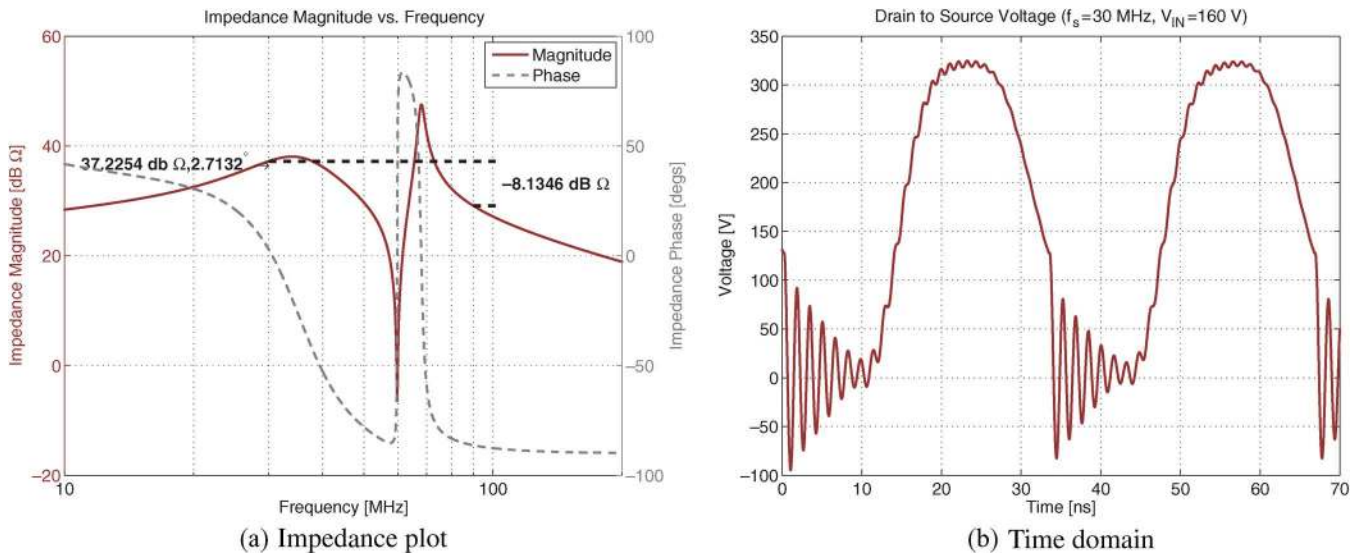 Impedance Magnitude vs. Frequency
60
40
20
0
−20
100
50
0
−50
−100
10
100
Impedance Magnitude [dB Ω]
Impedance Phase [degs]
Frequency [MHz]
Magnitude
Phase
37.2254 db Ω,2.7132°
−8.1346 dB Ω
(a) Impedance plot
Drain to Source Voltage (fₛ=30 MHz, V_IN=160 V)
350
300
250
200
150
100
50
0
−50
−100
0
10
20
30
40
50
60
70
Voltage [V]
Time [ns]
(b) Time domain